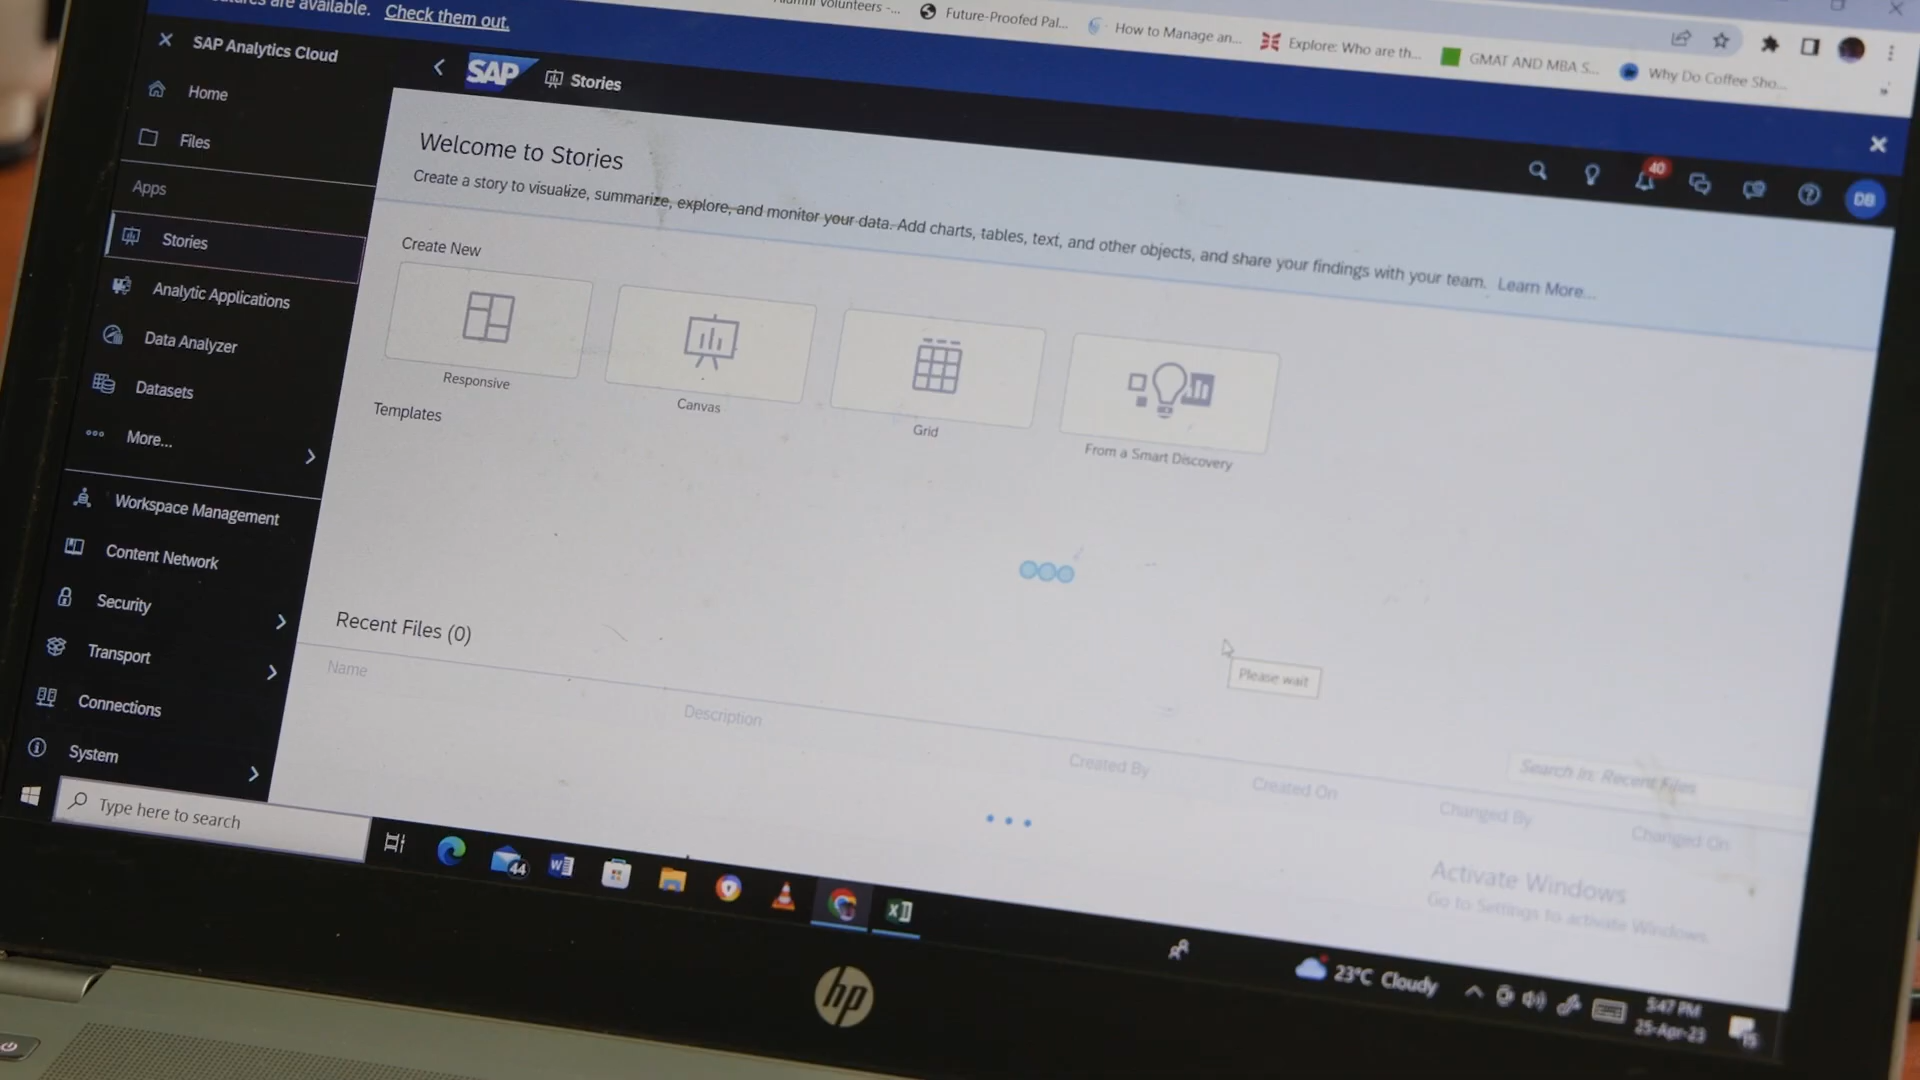 are available. Check them out.
Alumni Volunteers -...
Future-Proofed Pal...
How to Manage an...
Explore: Who are th...
GMAT AND MBA S...
Why Do Coffee Sho...
SAP Analytics Cloud
SAP
Stories
Home
Files
Apps
Stories
Analytic Applications
Data Analyzer
Datasets
More...
Workspace Management
Content Network
Security
Transport
Connections
System
40
DB
Welcome to Stories
Create a story to visualize, summarize, explore, and monitor your data. Add charts, tables, text, and other objects, and share your findings with your team. Learn More...
Create New
Responsive
Canvas
Grid
From a Smart Discovery
Templates
Please wait
Recent Files (0)
Search in: Recent Files
Name
Description
Created By
Created On
Changed By
Changed On
Activate Windows
Go to Settings to activate Windows.
Type here to search
44
W
23°C Cloudy
5:47 PM
25-Apr-23
15
hp